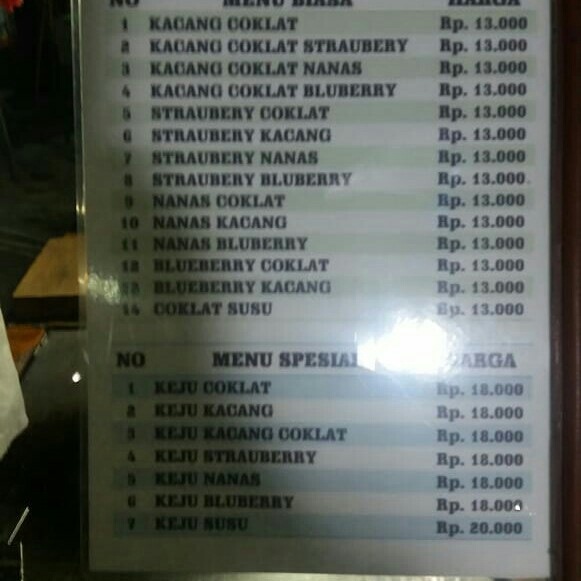 NO MENU BIASA HARGA
1 KACANG COKLAT Rp. 13.000
2 KACANG COKLAT STRAUBERY Rp. 13.000
3 KACANG COKLAT NANAS Rp. 13.000
4 KACANG COKLAT BLUBERRY Rp. 13.000
5 STRAUBERY COKLAT Rp. 13.000
6 STRAUBERY KACANG Rp. 13.000
7 STRAUBERY NANAS Rp. 13.000
8 STRAUBERY BLUBERRY Rp. 13.000
9 NANAS COKLAT Rp. 13.000
10 NANAS KACANG Rp. 13.000
11 NANAS BLUBERRY Rp. 13.000
12 BLUEBERRY COKLAT Rp. 13.000
13 BLUEBERRY KACANG Rp. 13.000
14 COKLAT SUSU Rp. 13.000
NO MENU SPESIAL HARGA
1 KEJU COKLAT Rp. 18.000
2 KEJU KACANG Rp. 18.000
3 KEJU KACANG COKLAT Rp. 18.000
4 KEJU STRAUBERRY Rp. 18.000
5 KEJU NANAS Rp. 18.000
6 KEJU BLUBERRY Rp. 18.000
7 KEJU SUSU Rp. 20.000